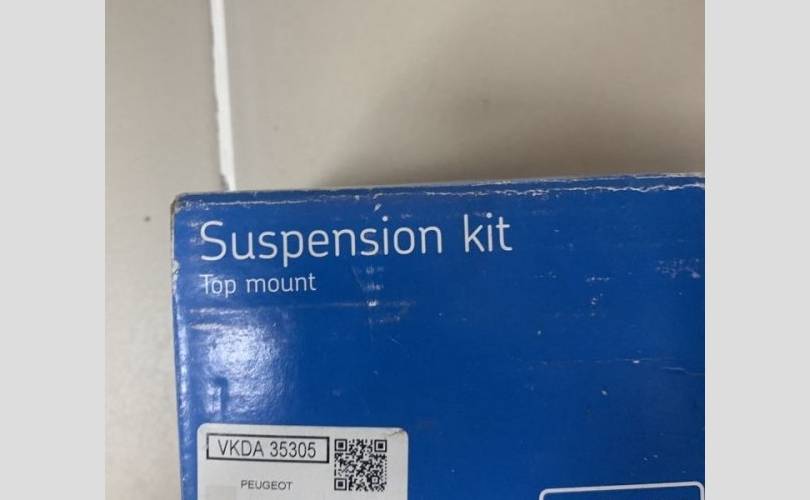 Suspension kit
Top mount
VKDA 35305
PEUGEOT